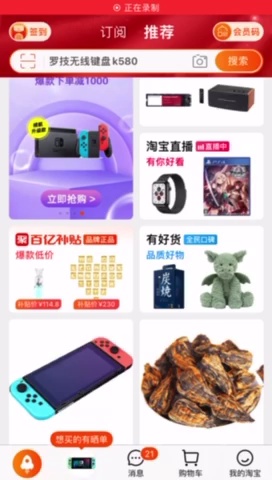 正在录制
签到
订阅
推荐
会员码
罗技无线键盘k580
搜索
爆款下单减1000
立即抢购 >
淘宝直播
直播中
有你好看
聚 百亿补贴 品牌正品
爆款低价
补贴价¥114.8
补贴价¥230
有好货 全民口碑
品质好物
炭烧
想买的有晒单
21
消息
购物车
我的淘宝